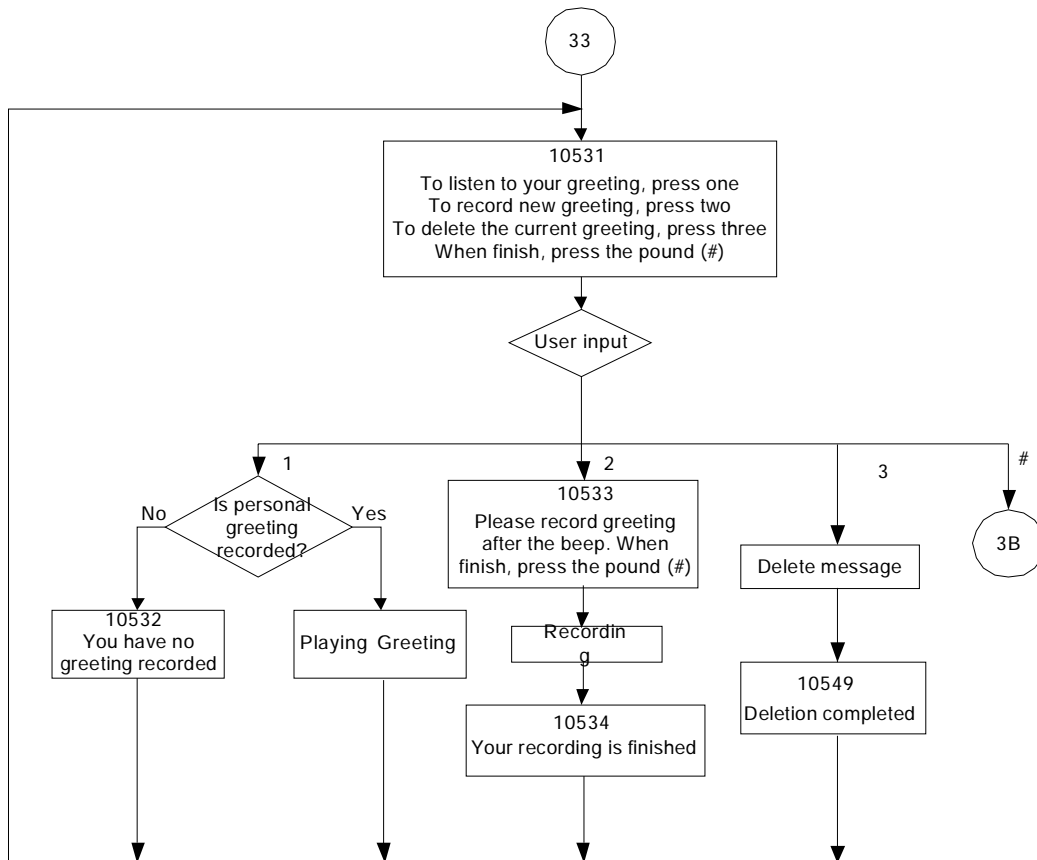 33
10531
To listen to your greeting, press one
To record new greeting, press two
To delete the current greeting, press three
When finish, press the pound (#)
User input
1
2
3
#
Is personal
greeting
recorded?
No
Yes
10532
You have no
greeting recorded
Playing Greeting
10533
Please record greeting
after the beep. When
finish, press the pound (#)
Recordin
g
10534
Your recording is finished
Delete message
10549
Deletion completed
3B